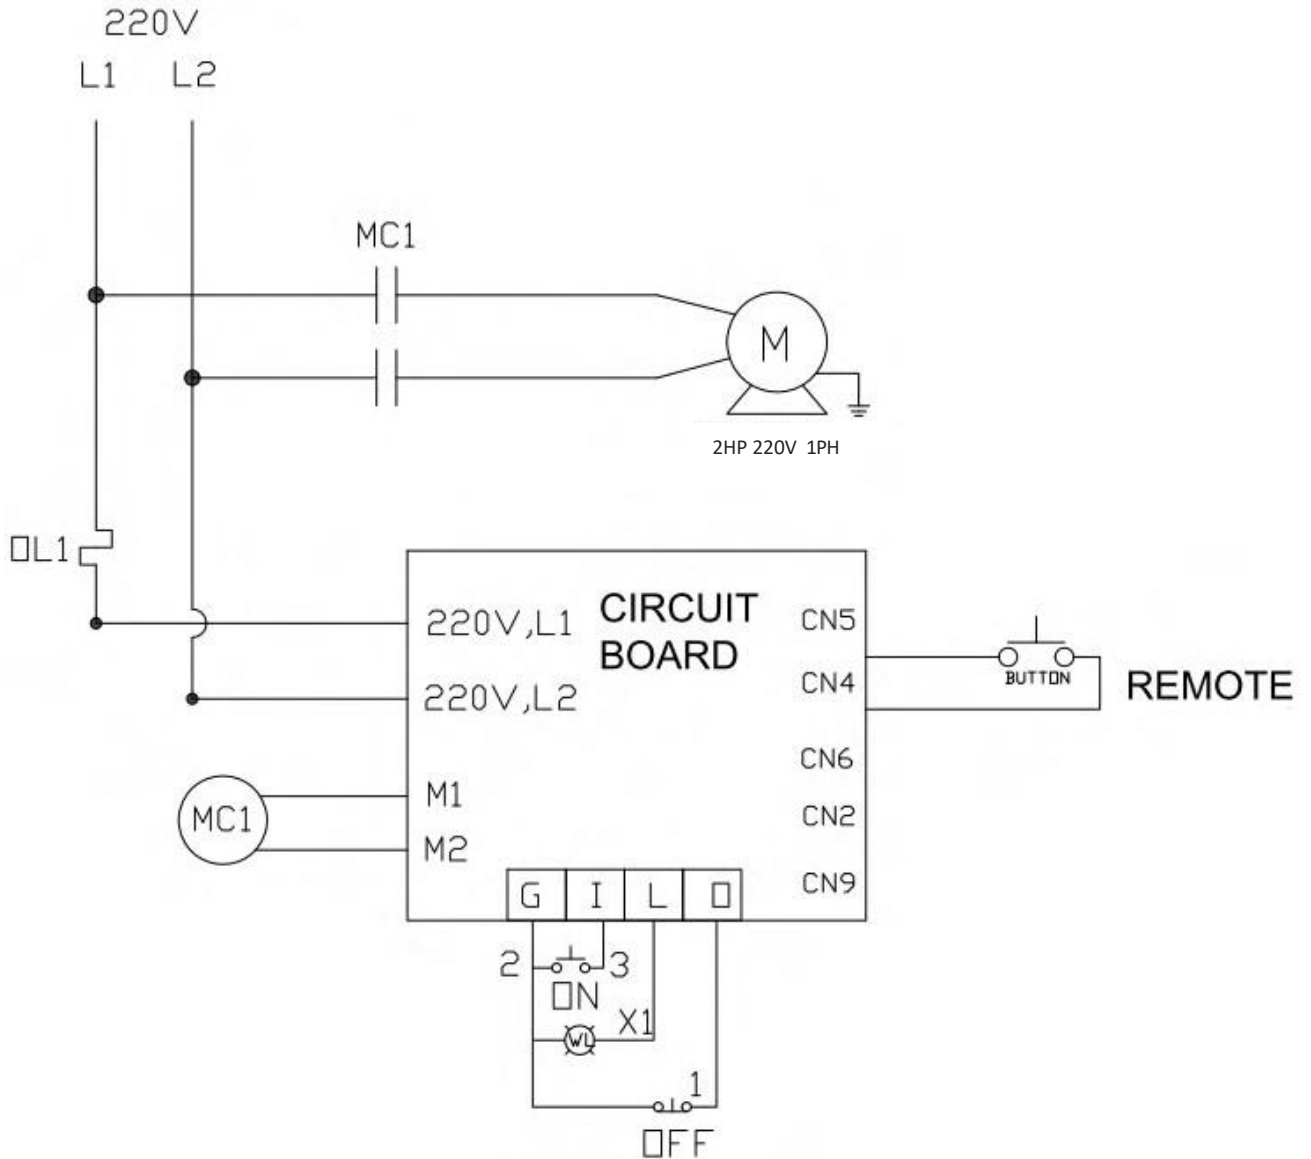 220V
L1 L2
MC1
M
2HP 220V 1PH
OL1
CIRCUIT
BOARD
220V,L1
220V,L2
M1
M2
MC1
CN5
CN4
CN6
CN2
CN9
BUTTON
REMOTE
G I L O
2 3
ON
X1
WL
1
OFF